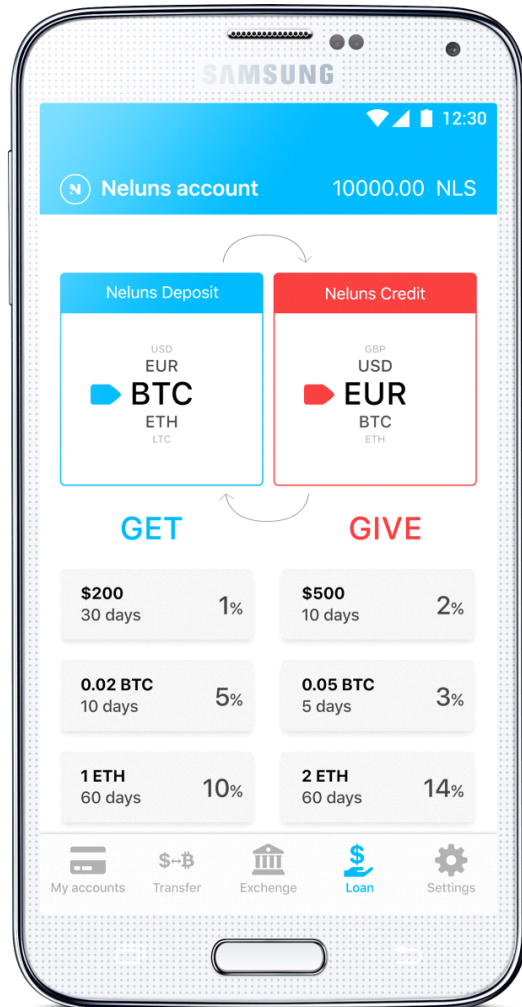 SAMSUNG
12:30
N Neluns account 10000.00 NLS
Neluns Deposit
USD
EUR
BTC
ETH
LTC
Neluns Credit
GBP
USD
EUR
BTC
ETH
GET
GIVE
$200
30 days
1%
$500
10 days
2%
0.02 BTC
10 days
5%
0.05 BTC
5 days
3%
1 ETH
60 days
10%
2 ETH
60 days
14%
$↔₿
My accounts
Transfer
Exchange
$
Loan
Settings